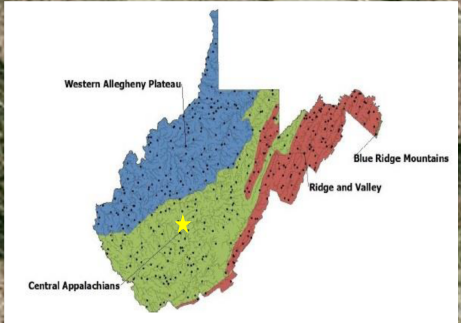 Western Allegheny Plateau
Blue Ridge Mountains
Ridge and Valley
Central Appalachians